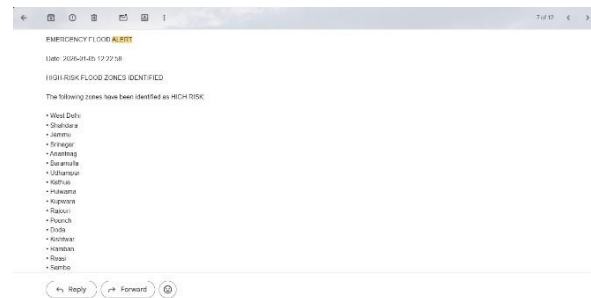 7 of 12
EMERGENCY FLOOD ALERT
Date: 2026-01-05 12:22:58
HIGH-RISK FLOOD ZONES IDENTIFIED
The following zones have been identified as HIGH RISK:
• West Delhi
• Shahdara
• Jammu
• Srinagar
• Anantnag
• Baramulla
• Udhampur
• Kathua
• Pulwama
• Kupwara
• Rajouri
• Poonch
• Doda
• Kishtwar
• Ramban
• Reasi
• Samba
Reply
Forward